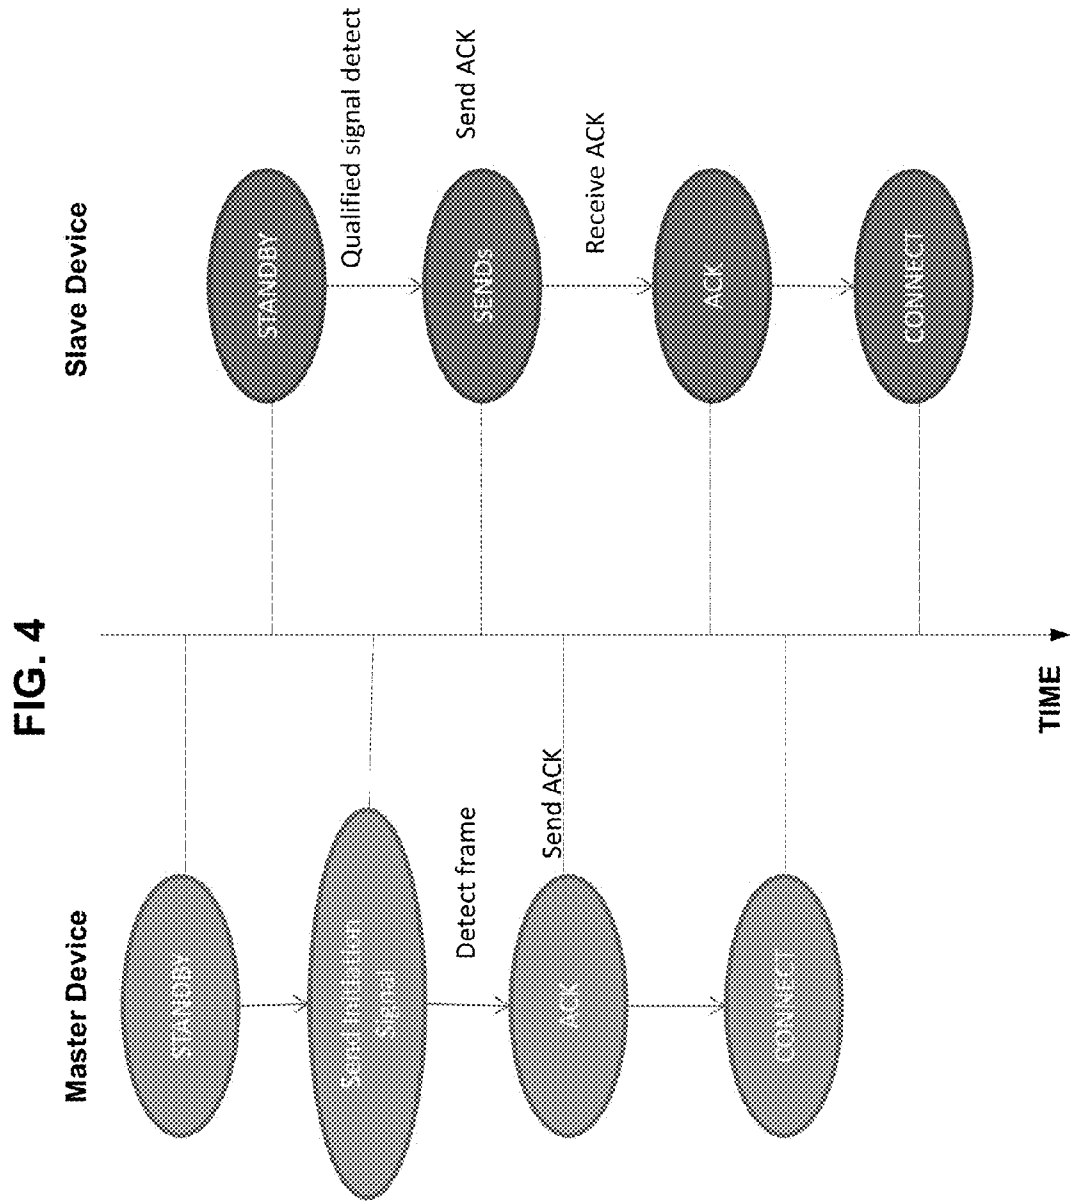 FIG. 4
Master Device
Slave Device
STANDBY
Send Initiation
Signal
Detect frame
ACK
Send ACK
CONNECT
STANDBY
Qualified signal detect
SENDs
Send ACK
Receive ACK
ACK
CONNECT
TIME